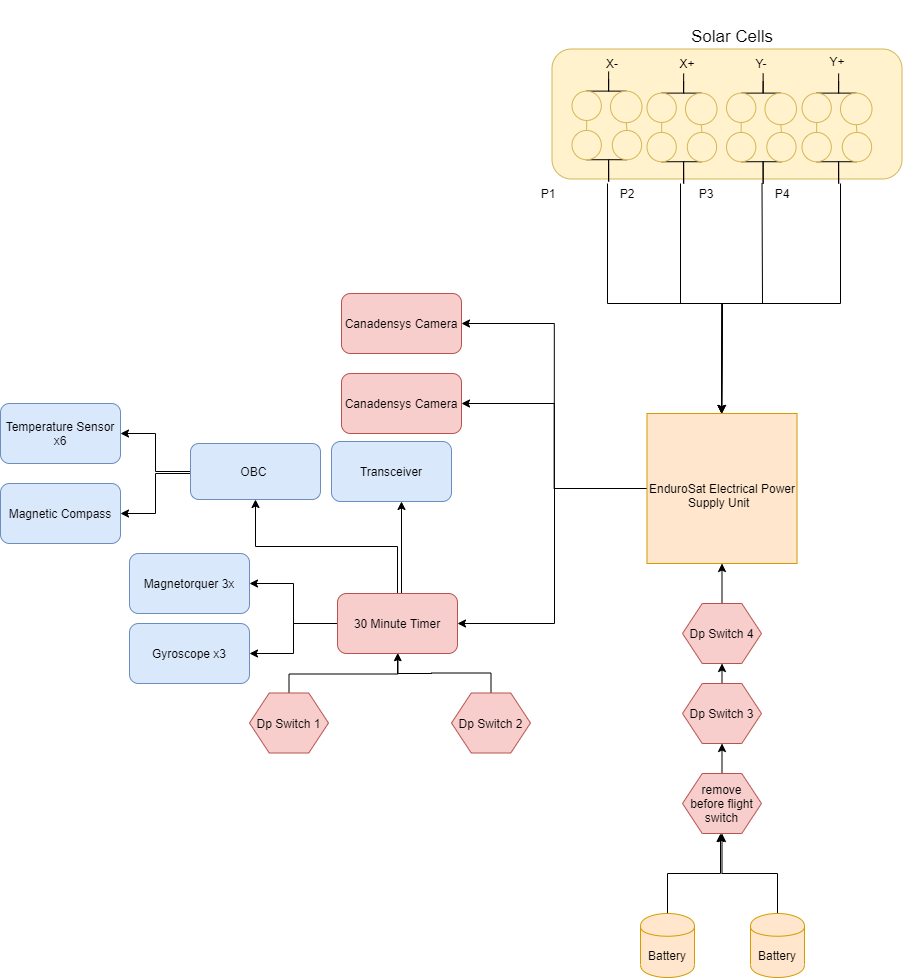 Solar Cells
X-
X+
Y-
Y+
P1
P2
P3
P4
Canadensys Camera
Canadensys Camera
Temperature Sensor
x6
OBC
Transceiver
EnduroSat Electrical Power
Supply Unit
Magnetic Compass
Magnetorquer 3x
30 Minute Timer
Gyroscope x3
Dp Switch 4
Dp Switch 1
Dp Switch 2
Dp Switch 3
remove
before flight
switch
Battery
Battery